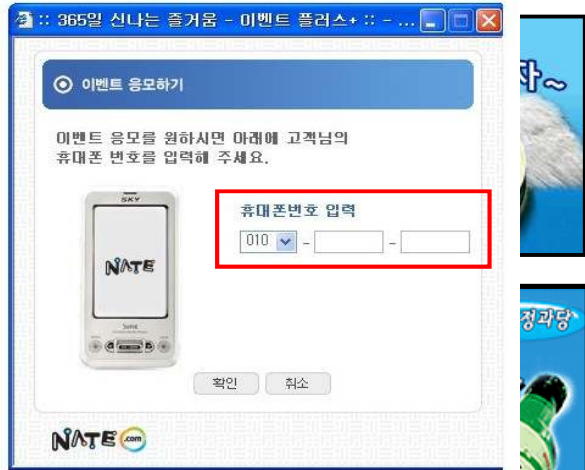 :: 365일 신나는 즐거움 - 이벤트 플러스+ :: - ...
이벤트 응모하기
이벤트 응모를 원하시면 아래에 고객님의
휴대폰 번호를 입력해 주세요.
SKY
NATE
휴대폰번호 입력
010 - -
확인 취소
NATE.com
자~
정과당